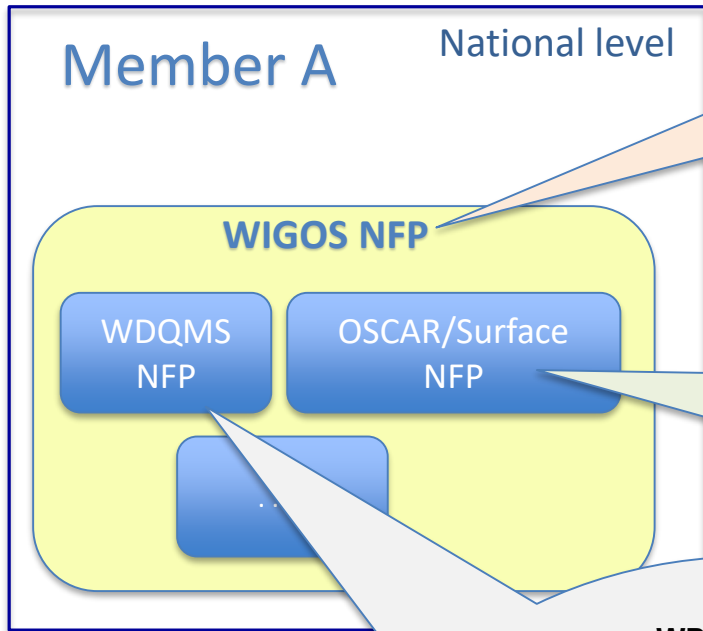 Member A
National level
WIGOS NFP
WDQMS
NFP
OSCAR/Surface
NFP
. .